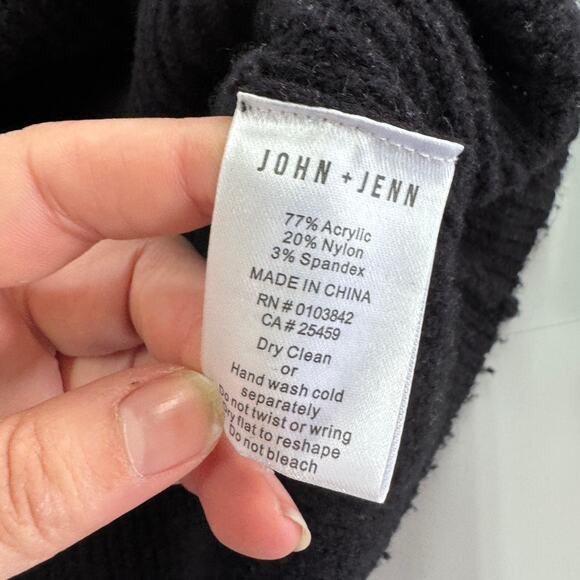 JOHN + JENN
77% Acrylic
20% Nylon
3% Spandex
MADE IN CHINA
RN # 0103842
CA # 25459
Dry Clean
or
Hand wash cold
separately
Do not twist or wring
Dry flat to reshape
Do not bleach